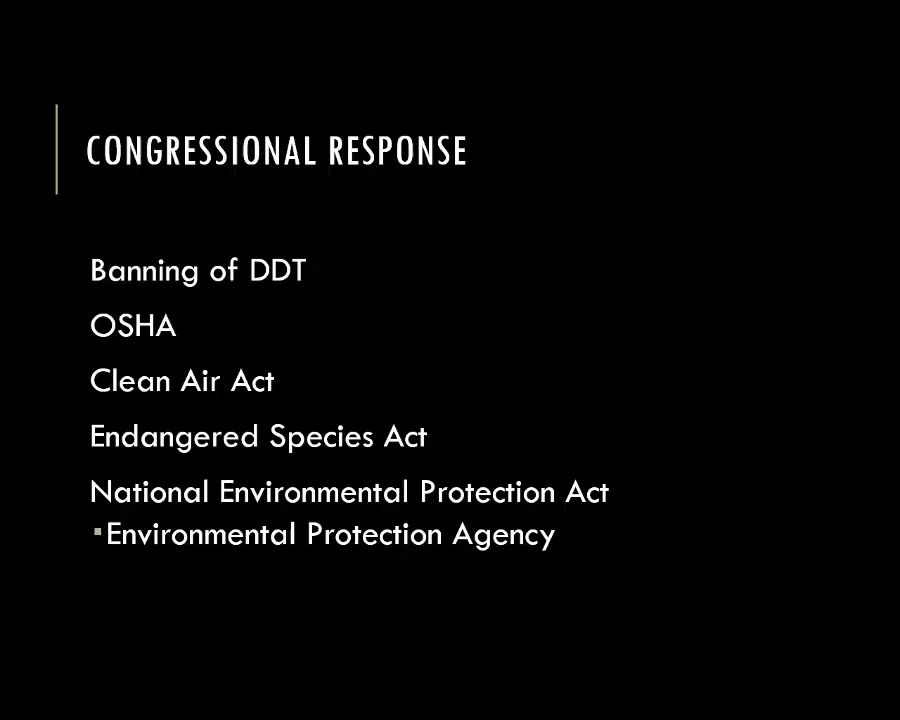 CONGRESSIONAL RESPONSE
Banning of DDT
OSHA
Clean Air Act
Endangered Species Act
National Environmental Protection Act
▪Environmental Protection Agency